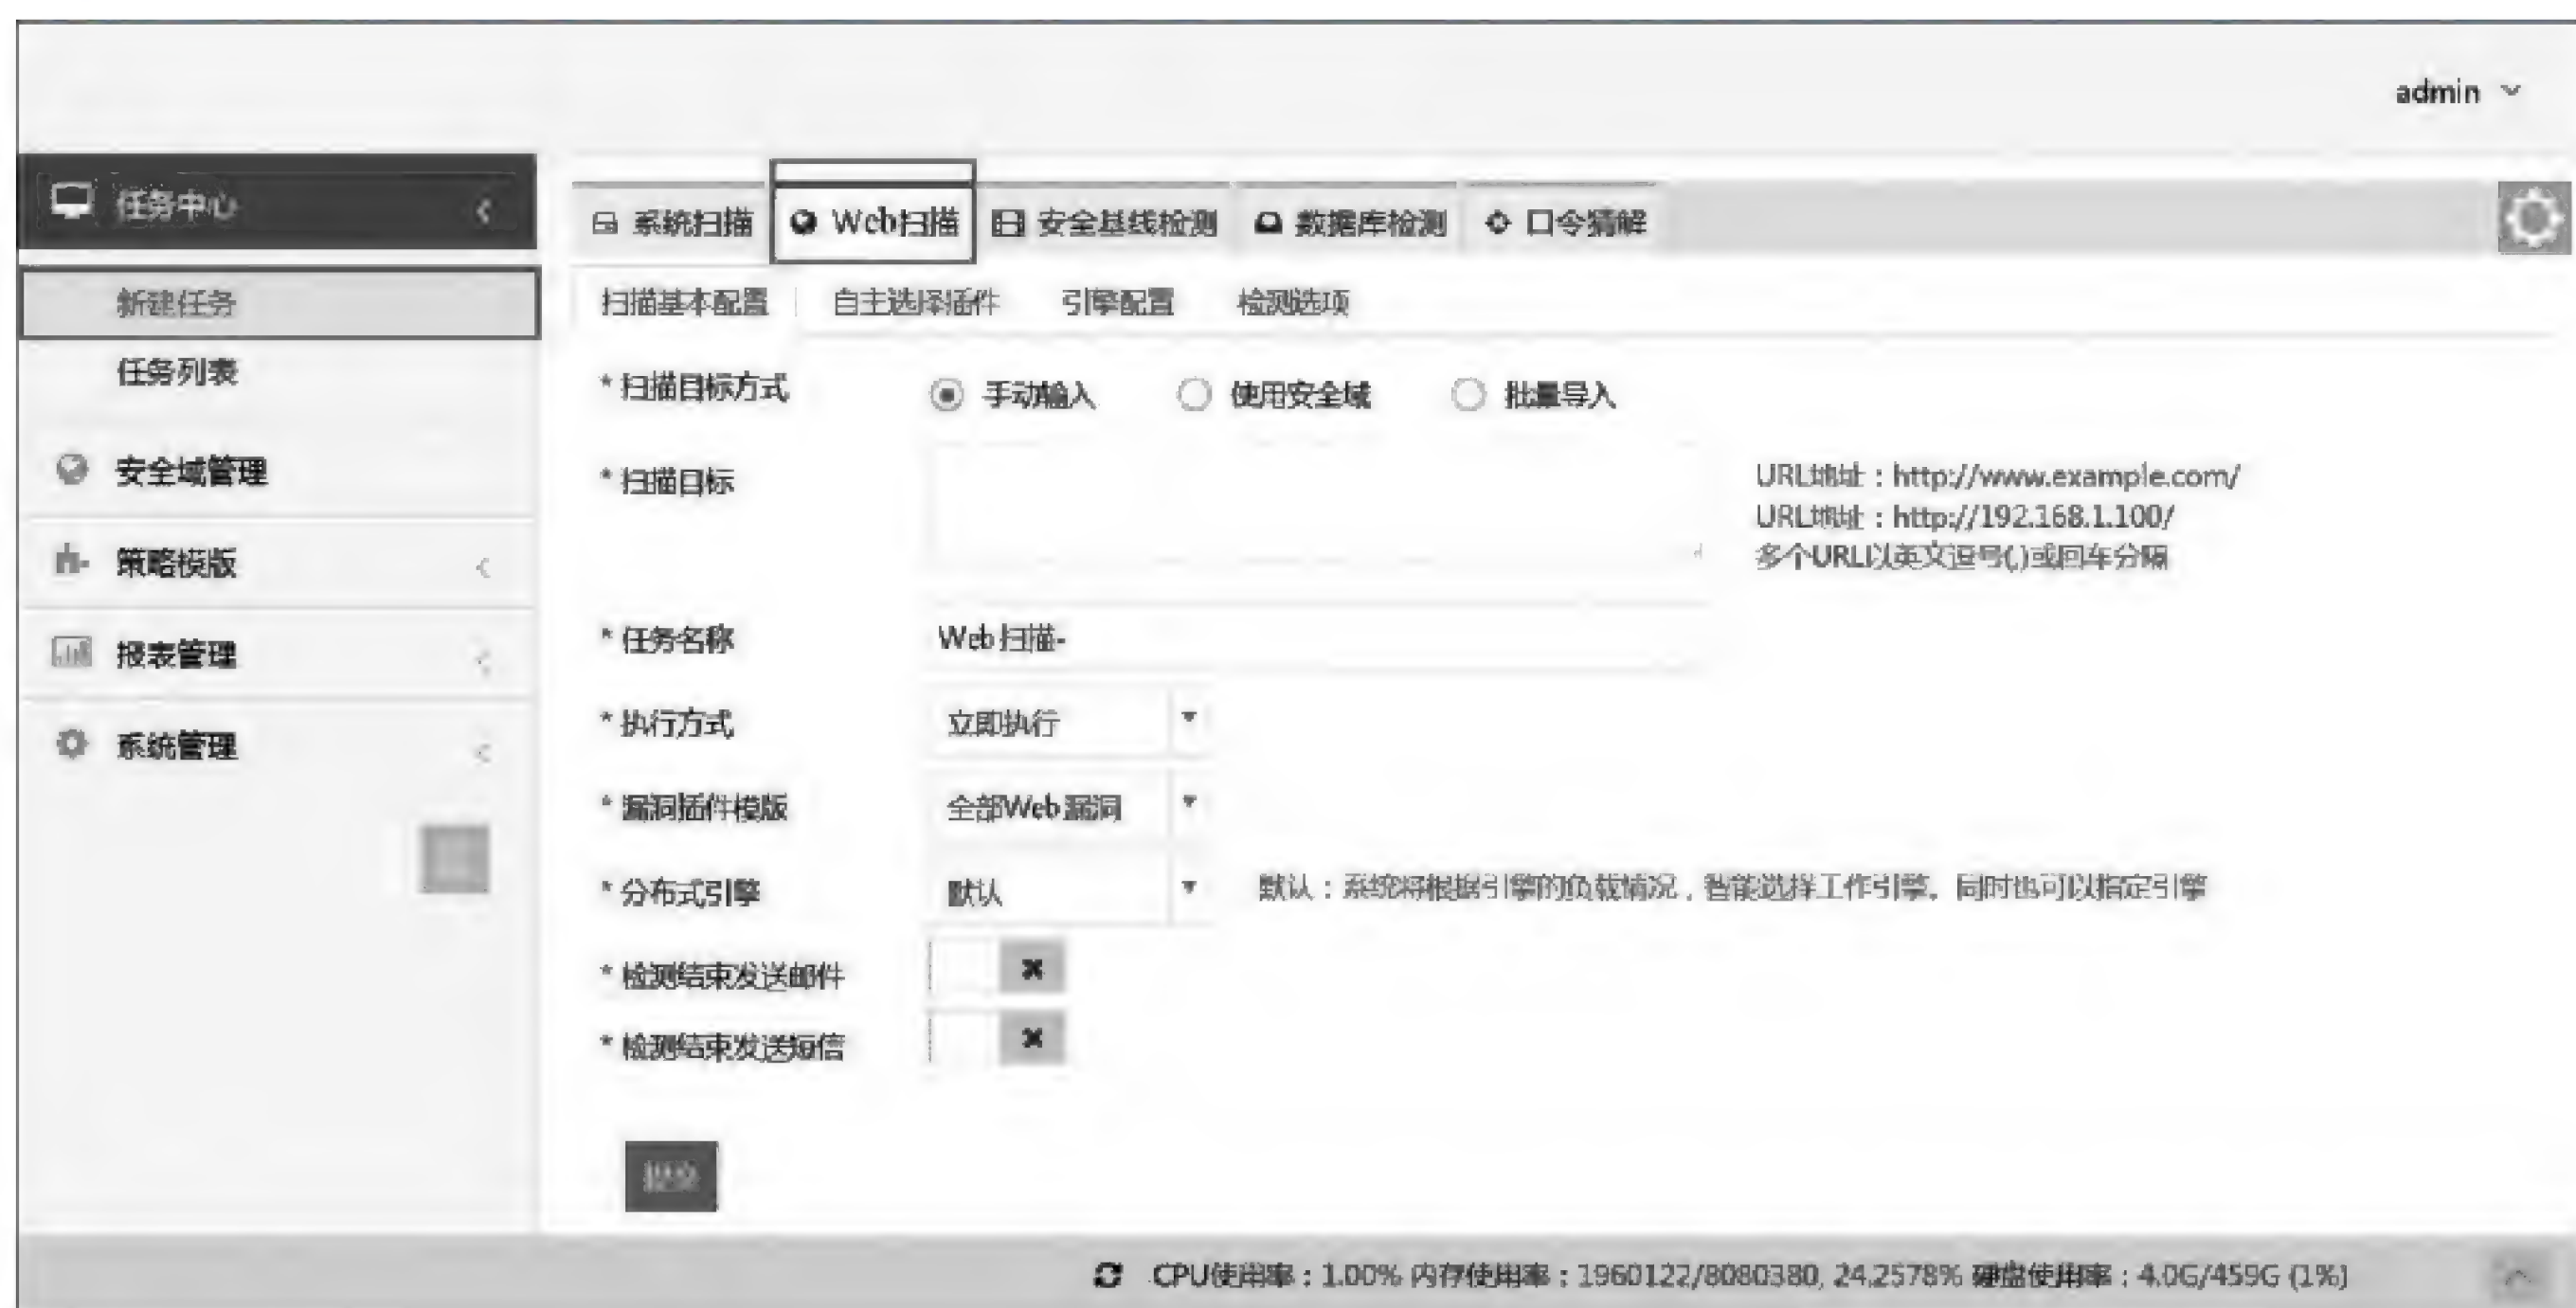 admin
任务中心
新建任务
任务列表
安全域管理
策略模版
报表管理
系统管理
系统扫描 Web扫描 安全基线检测 数据库检测 口令猜解
扫描基本配置 自主选择插件 引擎配置 检测选项
* 扫描目标方式 手动输入 使用安全域 批量导入
* 扫描目标
URL地址：http://www.example.com/
URL地址：http://192.168.1.100/
多个URL以英文逗号(,)或回车分隔
* 任务名称 Web 扫描-
* 执行方式 立即执行
* 漏洞插件模版 全部Web 漏洞
* 分布式引擎 默认 默认：系统将根据引擎的负载情况，智能选择工作引擎。同时也可以指定引擎
* 检测结束发送邮件
* 检测结束发送短信
CPU使用率：1.00% 内存使用率：1960122/8080380, 24.2578% 硬盘使用率：4.0G/459G (1%)